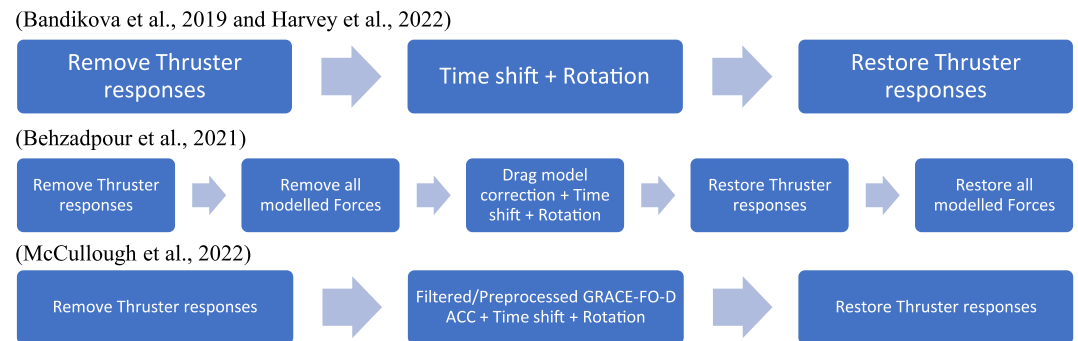 (Bandikova et al., 2019 and Harvey et al., 2022)
Remove Thruster
responses
Time shift + Rotation
Restore Thruster
responses
(Behzadpour et al., 2021)
Remove Thruster
responses
Remove all
modelled Forces
Drag model
correction + Time
shift + Rotation
Restore Thruster
responses
Restore all
modelled Forces
(McCullough et al., 2022)
Remove Thruster responses
Filtered/Preprocessed GRACE-FO-D
ACC + Time shift + Rotation
Restore Thruster responses